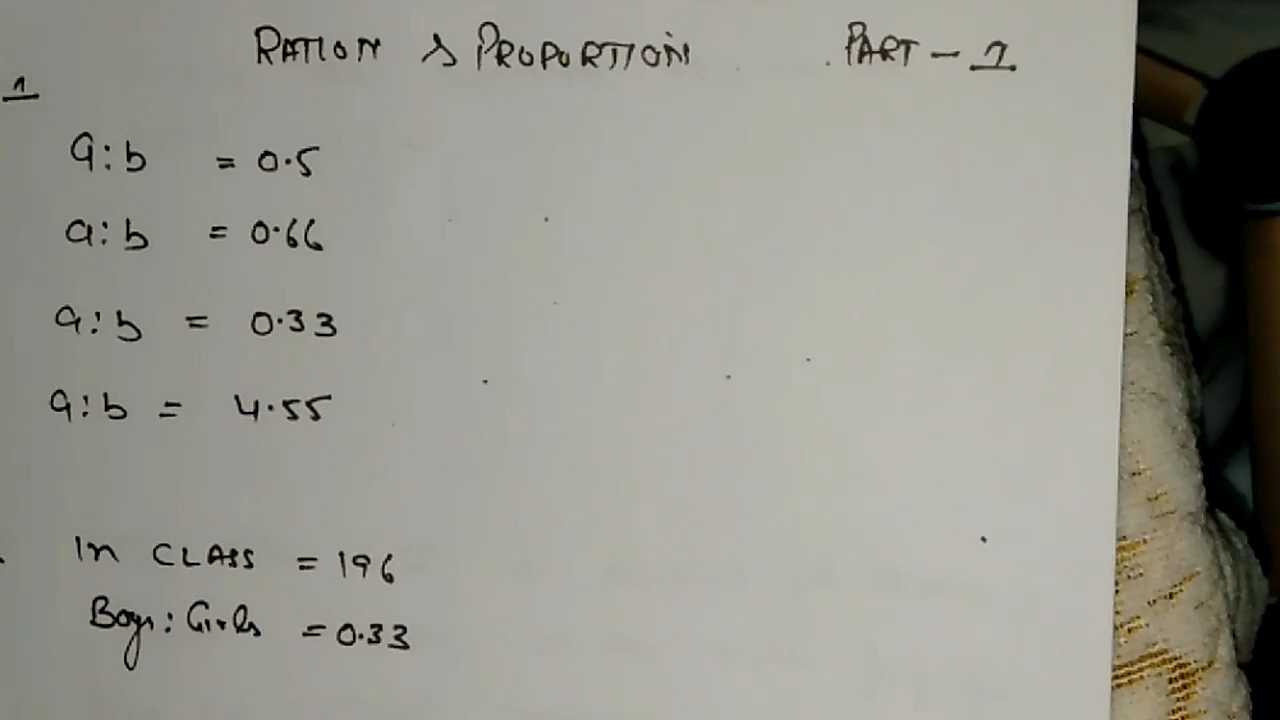 RATION & PROPORTION PART - 1
1
a:b = 0.5
a:b = 0.66
a:b = 0.33
a:b = 4.55
In CLASS = 196
Boys: Girls = 0.33